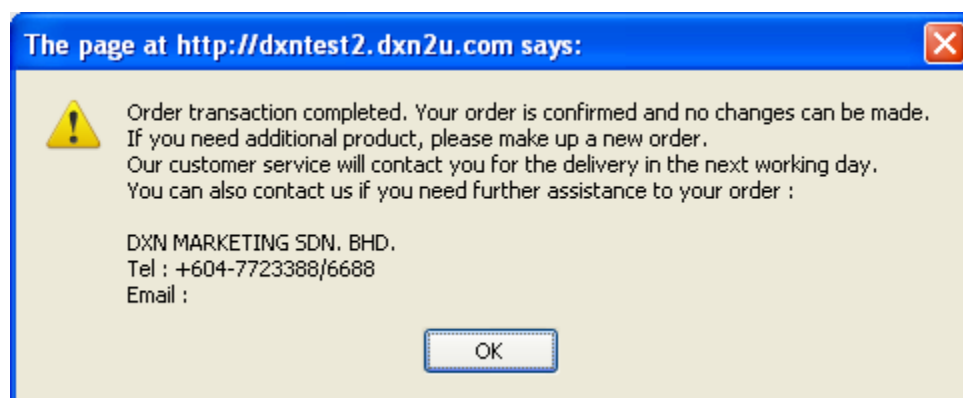 The page at http://dxntest2.dxn2u.com says:
Order transaction completed. Your order is confirmed and no changes can be made.
If you need additional product, please make up a new order.
Our customer service will contact you for the delivery in the next working day.
You can also contact us if you need further assistance to your order :
DXN MARKETING SDN. BHD.
Tel : +604-7723388/6688
Email :
OK